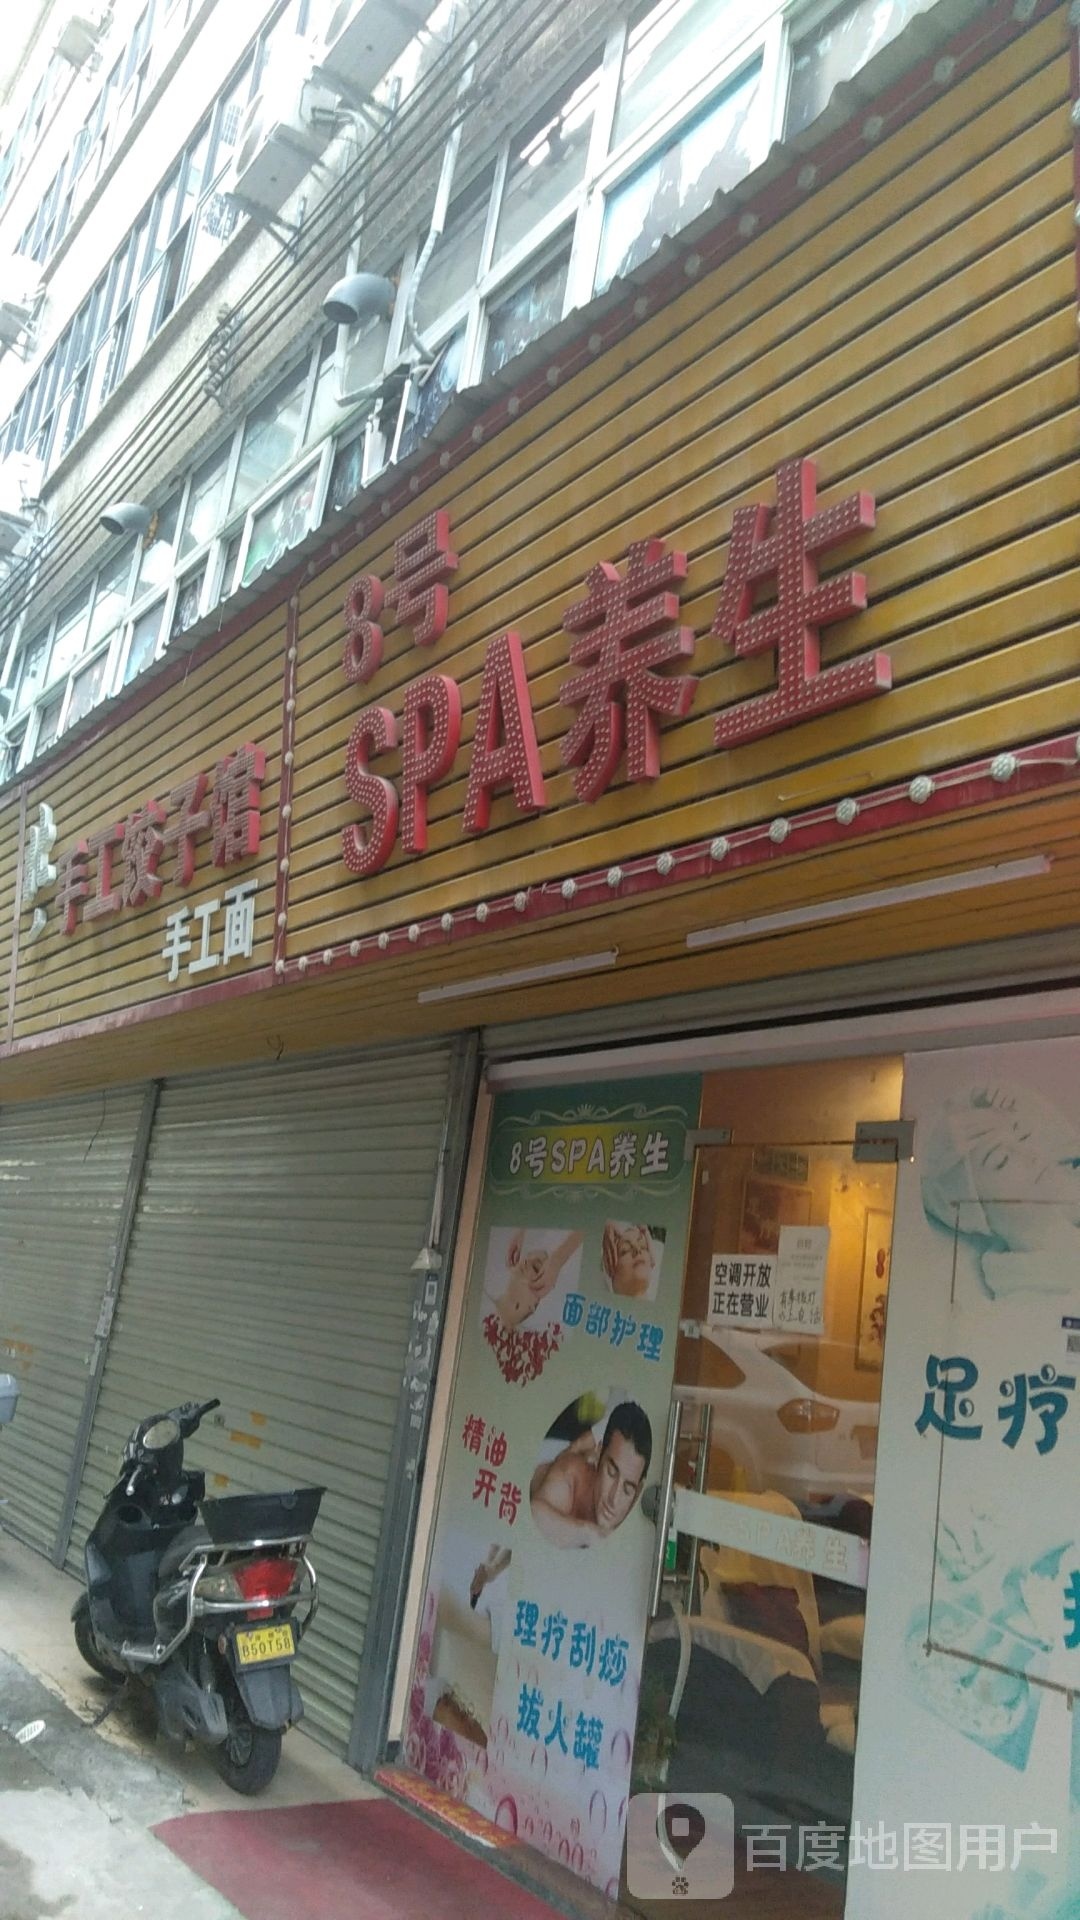 8号
SPA养生
手工饺子馆
手工面
8号SPA养生
面部护理
精油
开背
理疗刮痧
拔火罐
空调开放
正在营业
SPA养生
足疗
B50T58
百度地图用户